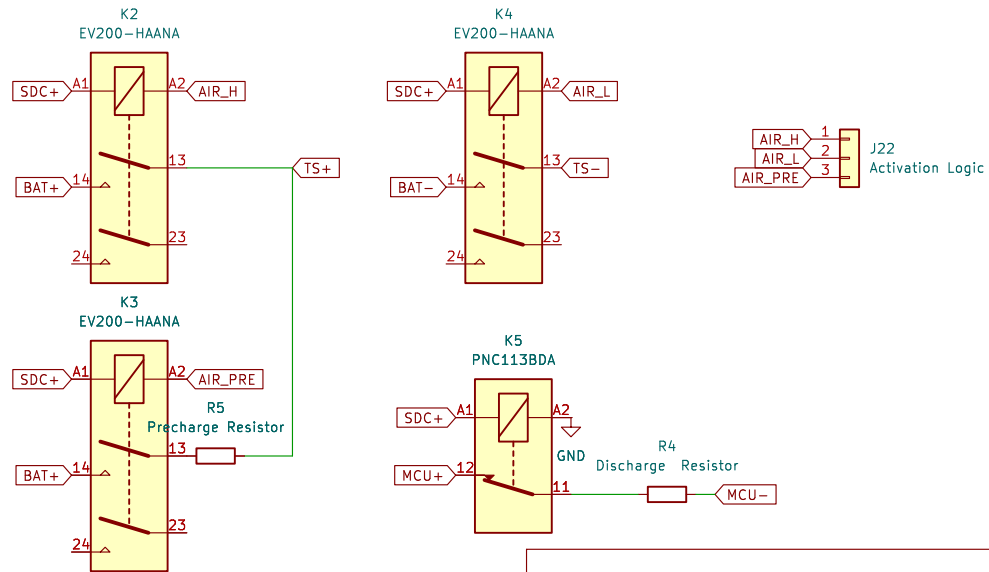 K2
EV200-HAANA
SDC+
A1
A2
AIR_H
13
TS+
BAT+
14
23
24
K4
EV200-HAANA
SDC+
A1
A2
AIR_L
13
TS-
BAT-
14
23
24
AIR_H
1
AIR_L
2
AIR_PRE
3
J22
Activation Logic
K3
EV200-HAANA
SDC+
A1
A2
AIR_PRE
R5
Precharge Resistor
13
BAT+
14
23
24
K5
PNC113BDA
SDC+
A1
A2
GND
MCU+
12
11
R4
Discharge Resistor
MCU-